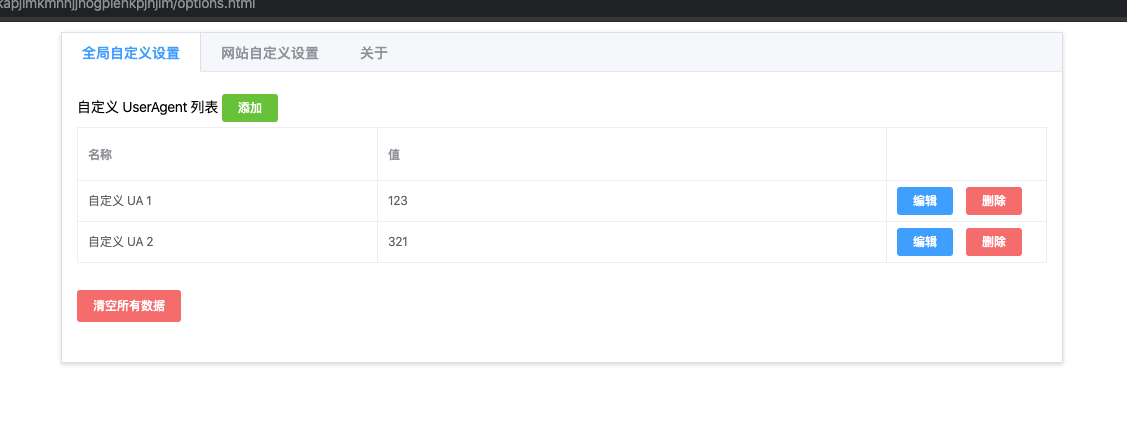 kapjlmkmnhjjnogpienkpjnjim/options.html
全局自定义设置 网站自定义设置 关于
自定义 UserAgent 列表 添加
名称 值
自定义 UA 1 123 编辑 删除
自定义 UA 2 321 编辑 删除
清空所有数据